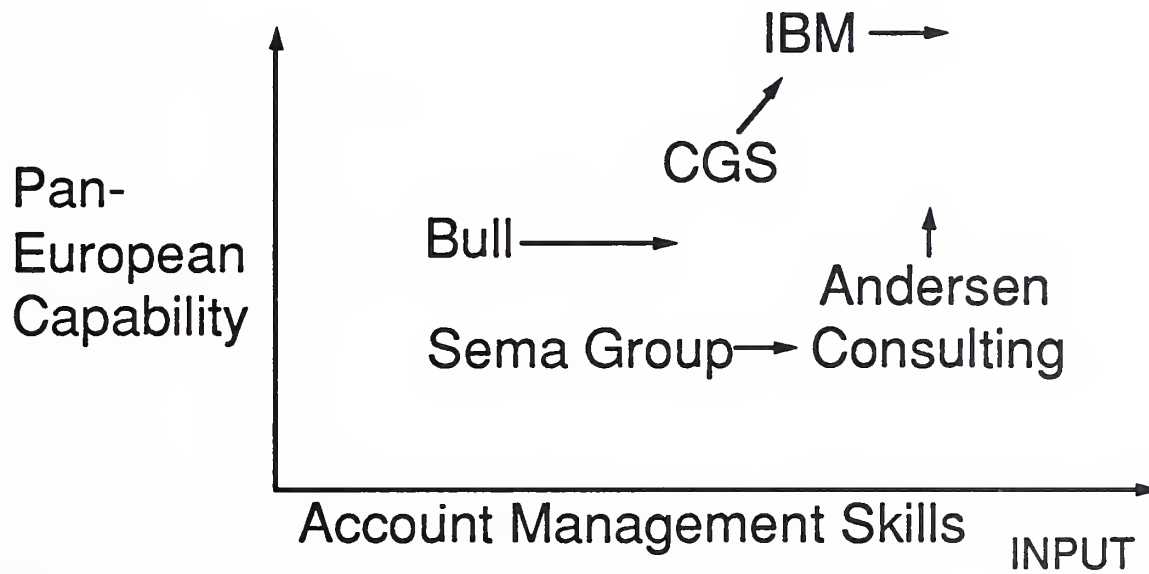 IBM
CGS
Pan-
European
Capability
Bull
Andersen
Consulting
Sema Group
Account Management Skills
INPUT